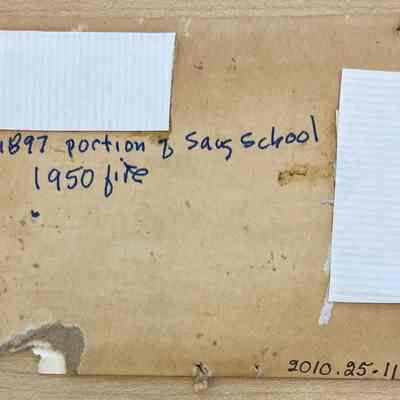 1897 portion of Saug School
1950 fire
2010.25.11